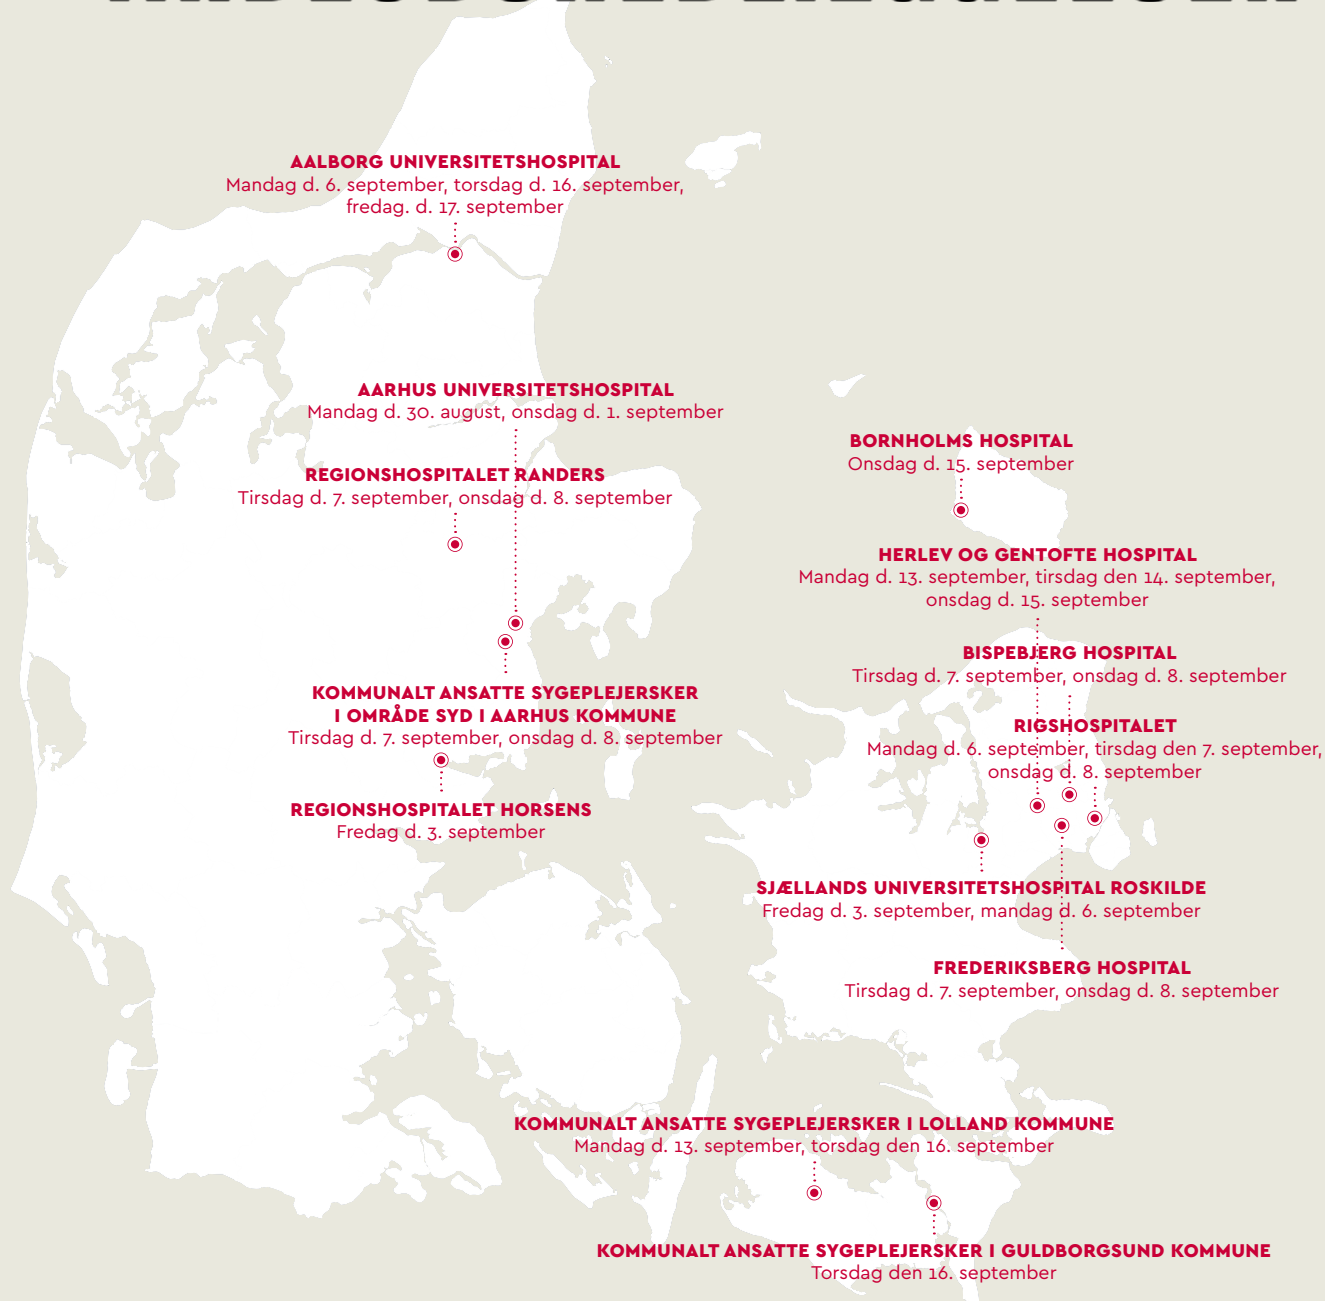 AALBORG UNIVERSITETSHOSPITAL
Mandag d. 6. september, torsdag d. 16. september,
fredag. d. 17. september
AARHUS UNIVERSITETSHOSPITAL
Mandag d. 30. august, onsdag d. 1. september
REGIONSHOSPITALET RANDERS
Tirsdag d. 7. september, onsdag d. 8. september
KOMMUNALT ANSATTE SYGEPLEJERSKER
I OMRÅDE SYD I AARHUS KOMMUNE
Tirsdag d. 7. september, onsdag d. 8. september
REGIONSHOSPITALET HORSENS
Fredag d. 3. september
BORNHOLMS HOSPITAL
Onsdag d. 15. september
HERLEV OG GENTOFTE HOSPITAL
Mandag d. 13. september, tirsdag den 14. september,
onsdag d. 15. september
BISPEBJERG HOSPITAL
Tirsdag d. 7. september, onsdag d. 8. september
RIGSHOSPITALET
Mandag d. 6. september, tirsdag den 7. september,
onsdag d. 8. september
SJÆLLANDS UNIVERSITETSHOSPITAL ROSKILDE
Fredag d. 3. september, mandag d. 6. september
FREDERIKSBERG HOSPITAL
Tirsdag d. 7. september, onsdag d. 8. september
KOMMUNALT ANSATTE SYGEPLEJERSKER I LOLLAND KOMMUNE
Mandag d. 13. september, torsdag den 16. september
KOMMUNALT ANSATTE SYGEPLEJERSKER I GULDBORGSUND KOMMUNE
Torsdag den 16. september